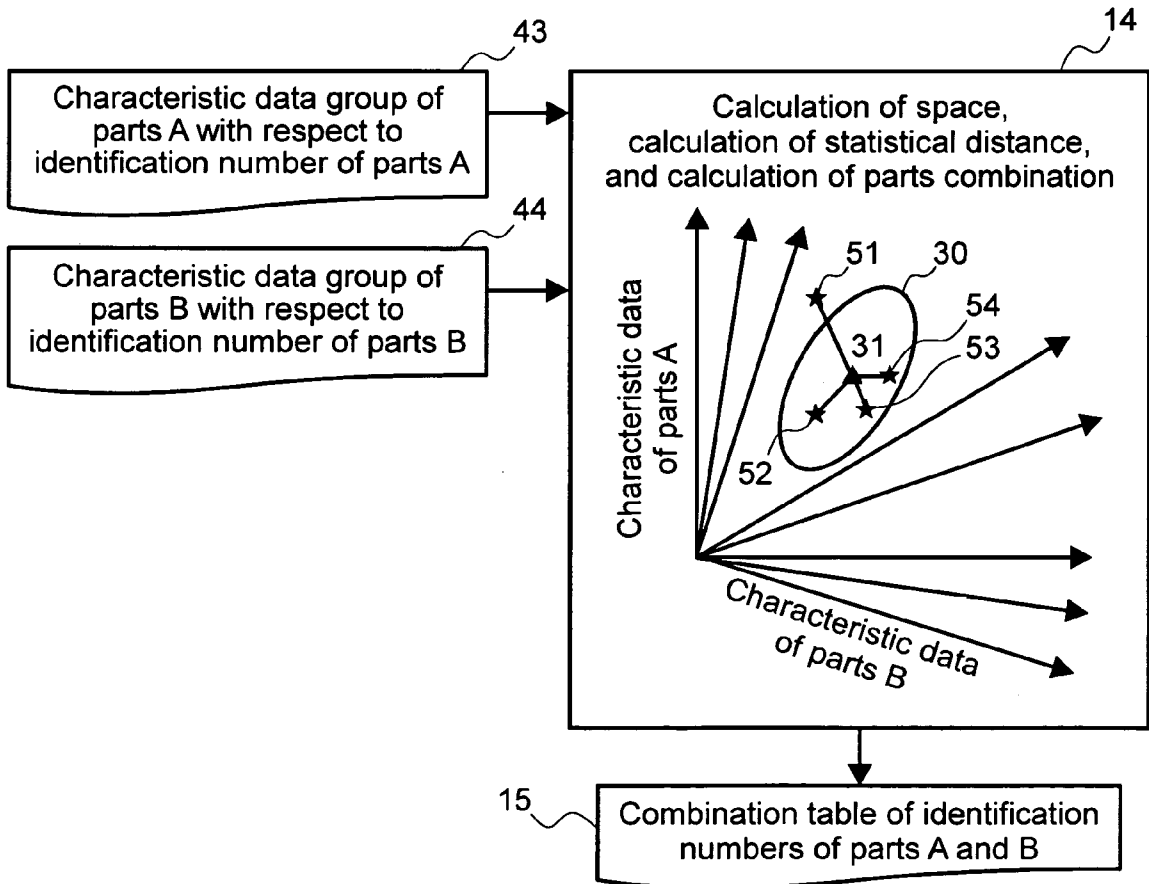 43
Characteristic data group of
parts A with respect to
identification number of parts A
44
Characteristic data group of
parts B with respect to
identification number of parts B
14
Calculation of space,
calculation of statistical distance,
and calculation of parts combination
51
30
54
31
53
52
Characteristic data
of parts A
Characteristic data
of parts B
15
Combination table of identification
numbers of parts A and B